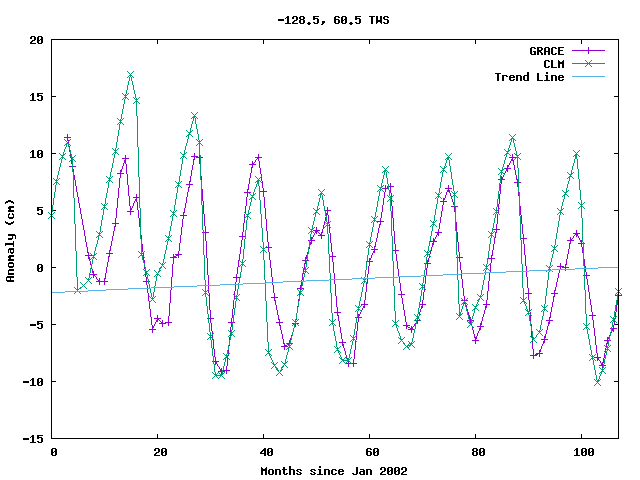 -128.5, 60.5 TWS
GRACE
CLM
Trend Line
20
15
10
5
0
-5
-10
-15
Anomaly (cm)
0 20 40 60 80 100
Months since Jan 2002